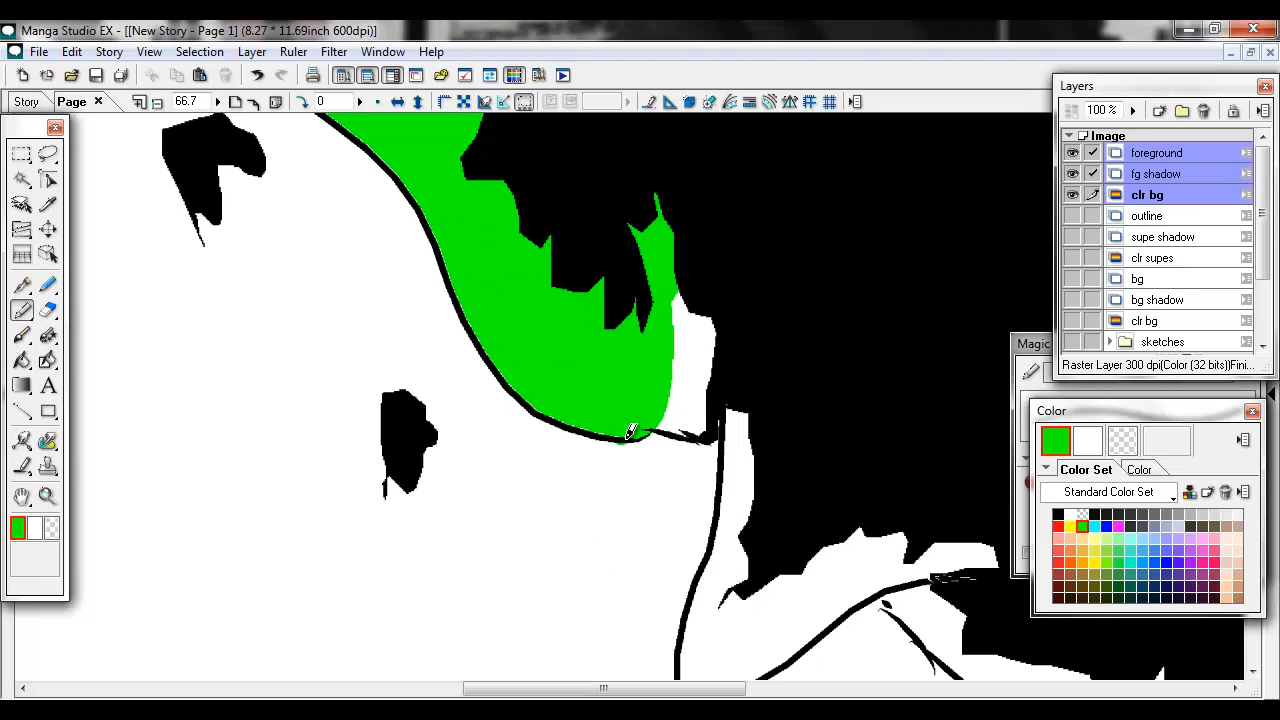 Manga Studio EX - [[New Story - Page 1] (8.27 * 11.69inch 600dpi)]
File Edit Story View Selection Layer Ruler Filter Window Help
Story Page 66.7 0
Layers
100 %
Image
foreground
fg shadow
clr bg
outline
supe shadow
clr supes
bg
bg shadow
clr bg
sketches
Raster Layer 300 dpi(Color (32 bits))Fini...
Magic
Color
Color Set Color
Standard Color Set
A